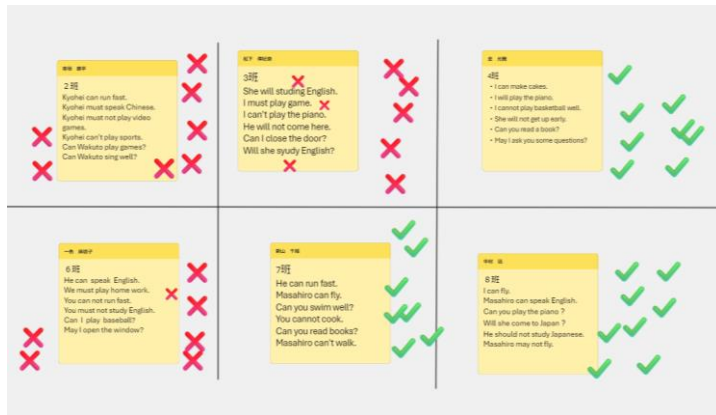 2班
Kyohei can run fast.
Kyohei must speak Chinese.
Kyohei must not play video
games.
Kyohei can't play sports.
Can Wakuto play games?
Can Wakuto sing well?
3班
She will studing English.
I must play game.
I can't play the piano.
He will not come here.
Can I close the door?
Will she syudy English?
4班
• I can make cakes.
• I will play the piano.
• I cannot play basketball well.
• She will not get up early.
• Can you read a book?
• May I ask you some questions?
6班
He can speak English.
We must play home work.
You can not run fast.
You must not study English.
Can I play baseball?
May I open the window?
7班
He can run fast.
Masahiro can fly.
Can you swim well?
You cannot cook.
Can you read books?
Masahiro can't walk.
8班
I can fly.
Masahiro can speak English.
Can you play the piano ?
Will she come to Japan ?
He should not study Japanese.
Masahiro may not fly.